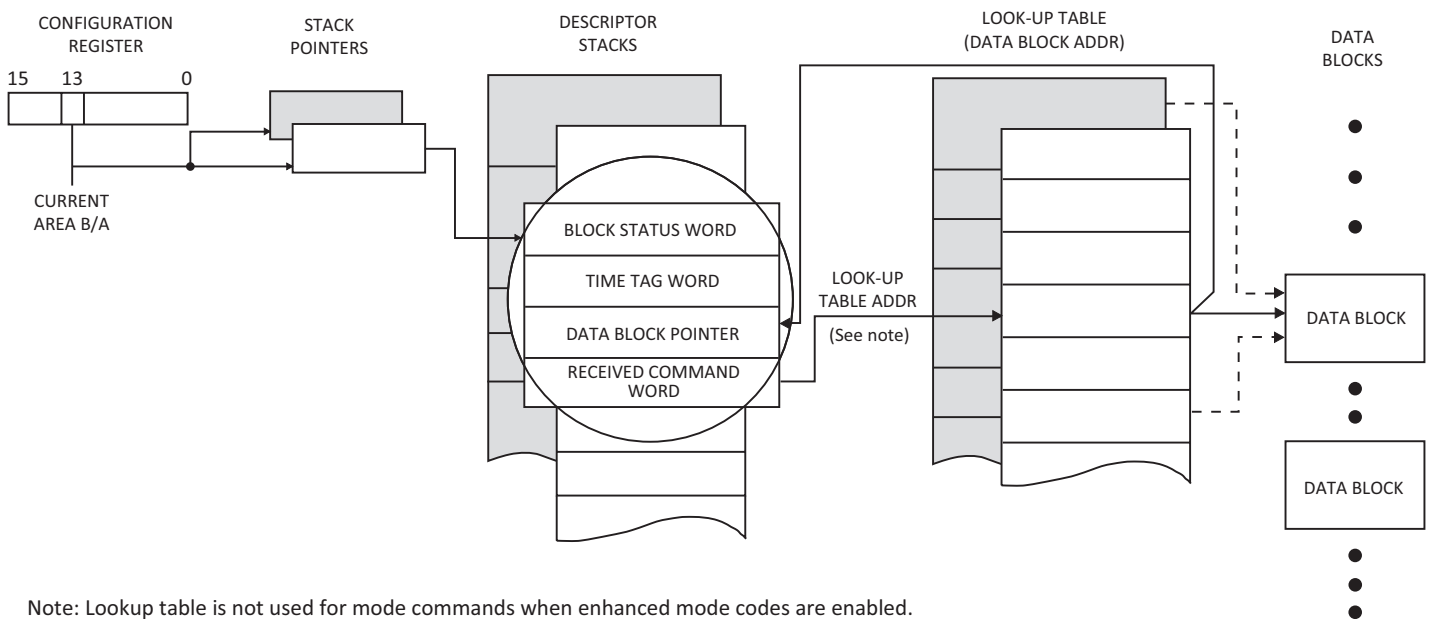 CONFIGURATION
REGISTER
15 13 0
CURRENT
AREA B/A
STACK
POINTERS
DESCRIPTOR
STACKS
BLOCK STATUS WORD
TIME TAG WORD
DATA BLOCK POINTER
RECEIVED COMMAND
WORD
LOOK-UP
TABLE ADDR
(See note)
LOOK-UP TABLE
(DATA BLOCK ADDR)
DATA
BLOCKS
DATA BLOCK
DATA BLOCK
Note: Lookup table is not used for mode commands when enhanced mode codes are enabled.